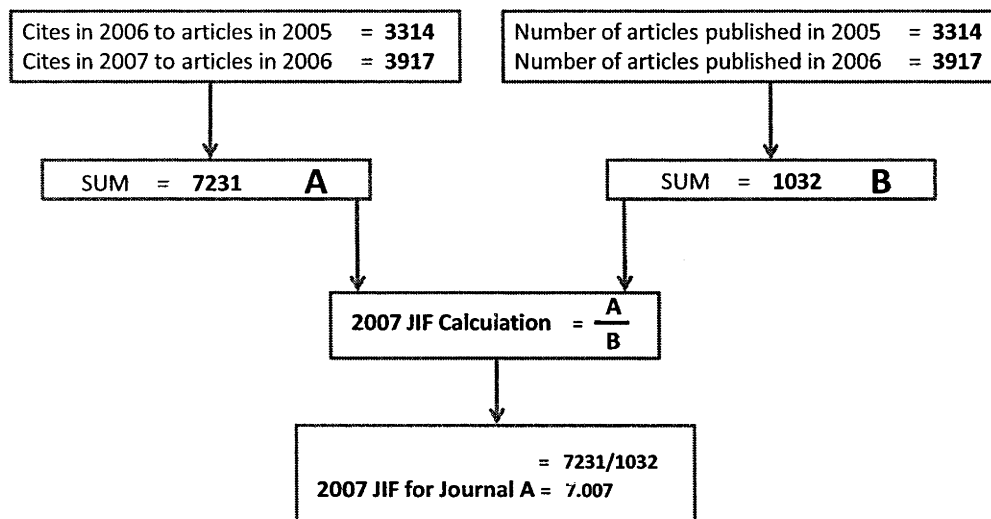 Cites in 2006 to articles in 2005 = 3314
Cites in 2007 to articles in 2006 = 3917
Number of articles published in 2005 = 3314
Number of articles published in 2006 = 3917
SUM = 7231 A
SUM = 1032 B
2007 JIF Calculation = A
B
= 7231/1032
2007 JIF for Journal A = 7.007